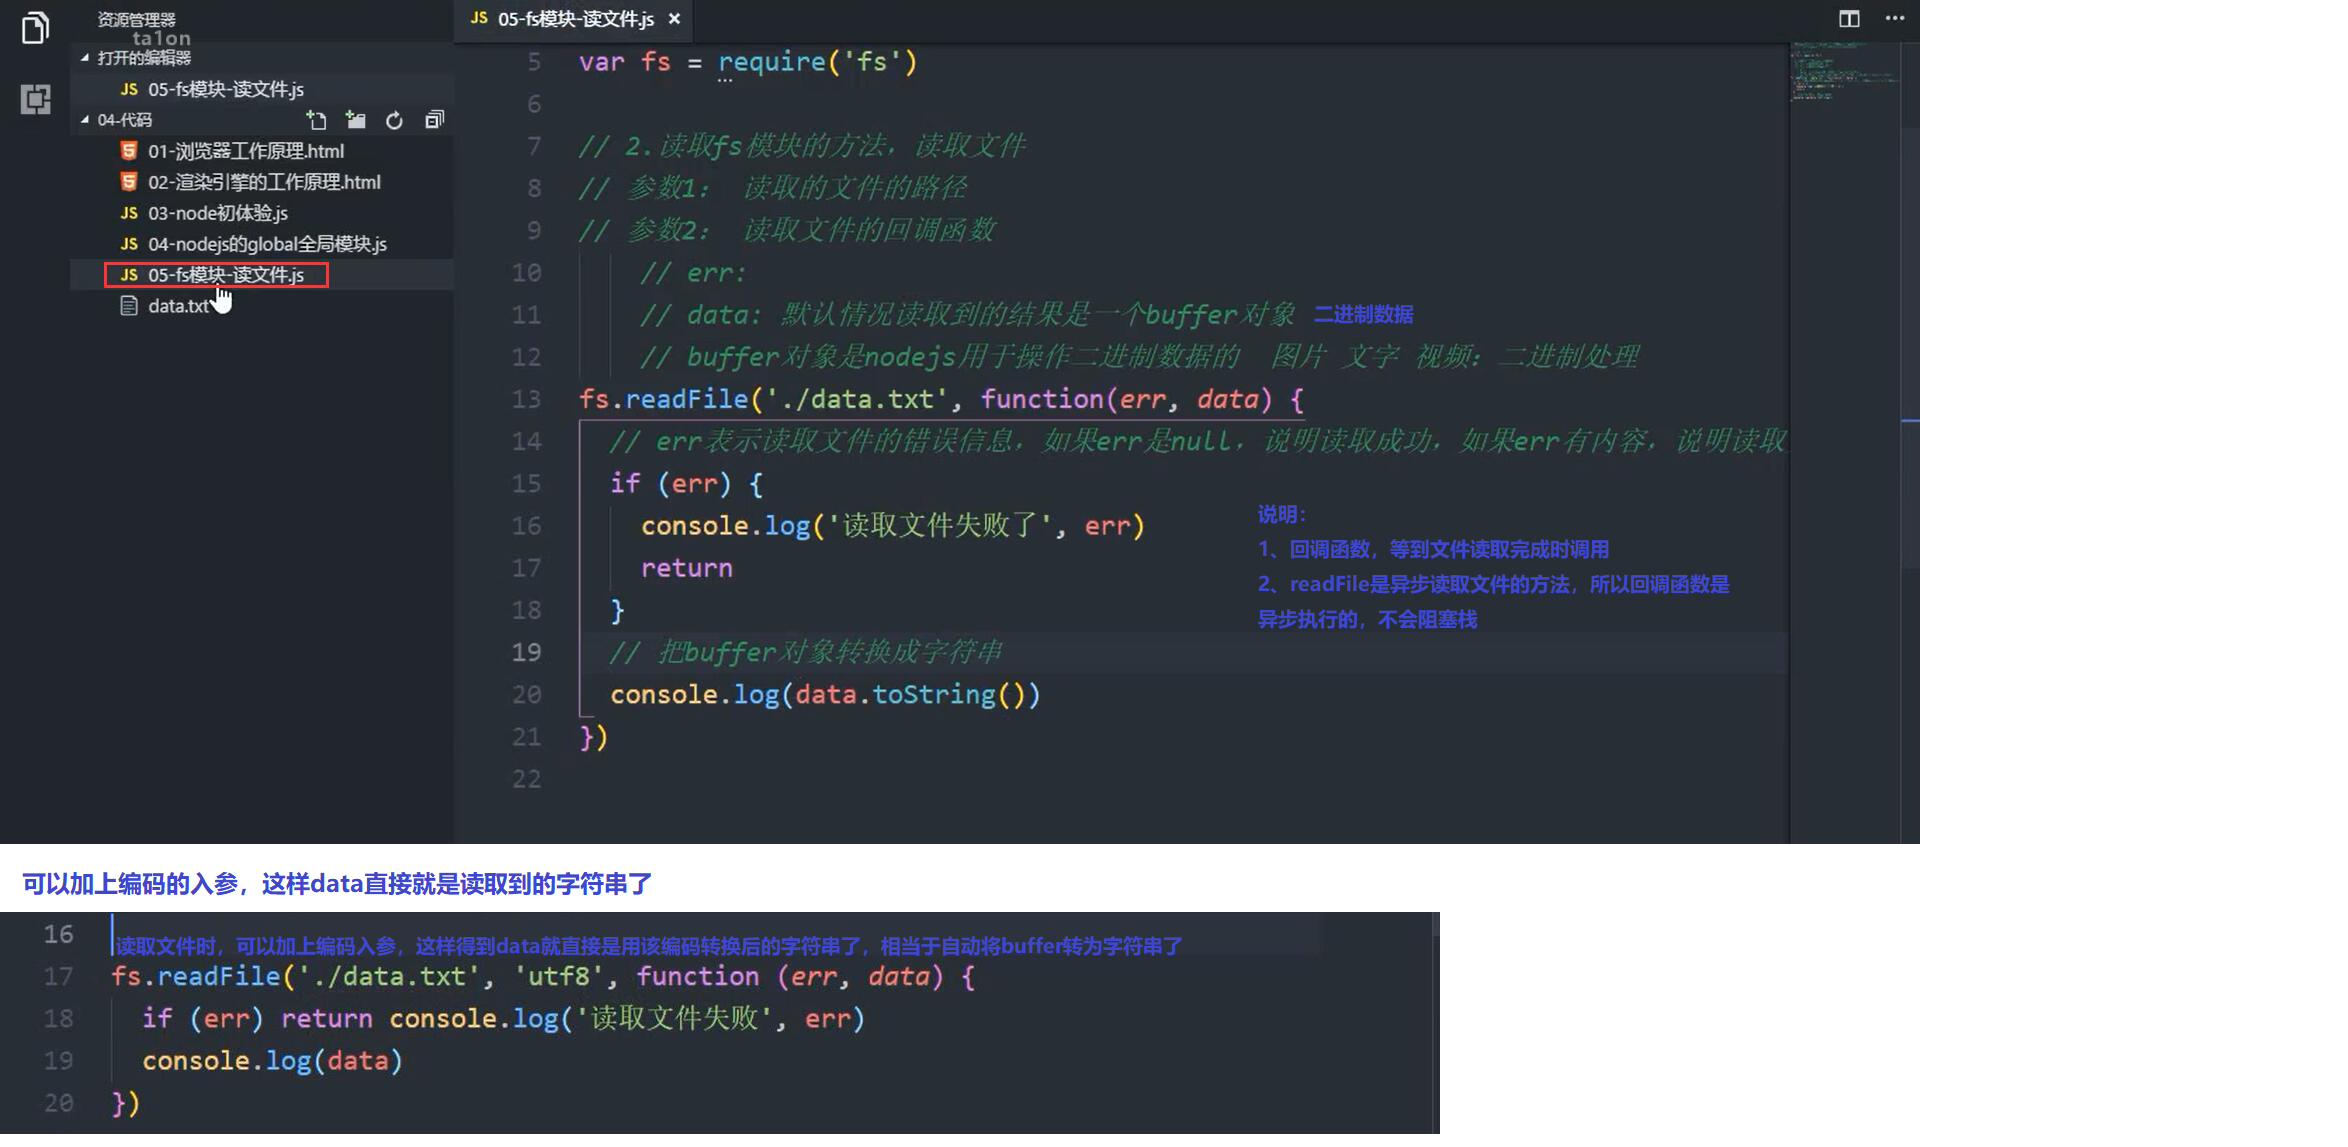 资源管理器
ta1on
打开的编辑器
JS 05-fs模块-读文件.js
04-代码
01-浏览器工作原理.html
02-渲染引擎的工作原理.html
JS 03-node初体验.js
JS 04-nodejs的global全局模块.js
JS 05-fs模块-读文件.js
data.txt
JS 05-fs模块-读文件.js ×
5 var fs = require('fs')
6
7 // 2.读取fs模块的方法，读取文件
8 // 参数1： 读取的文件的路径
9 // 参数2： 读取文件的回调函数
10 // err:
11 // data: 默认情况读取到的结果是一个buffer对象 二进制数据
12 // buffer对象是nodejs用于操作二进制数据的 图片 文字 视频：二进制处理
13 fs.readFile('./data.txt', function(err, data) {
14 // err表示读取文件的错误信息，如果err是null，说明读取成功，如果err有内容，说明读取
15 if (err) {
16 console.log('读取文件失败了', err)
17 return
18 }
19 // 把buffer对象转换成字符串
20 console.log(data.toString())
21 })
22
说明：
1、回调函数，等到文件读取完成时调用
2、readFile是异步读取文件的方法，所以回调函数是
异步执行的，不会阻塞栈
可以加上编码的入参，这样data直接就是读取到的字符串了
16
读取文件时，可以加上编码入参，这样得到data就直接是用该编码转换后的字符串了，相当于自动将buffer转为字符串了
17 fs.readFile('./data.txt', 'utf8', function (err, data) {
18 if (err) return console.log('读取文件失败', err)
19 console.log(data)
20 })